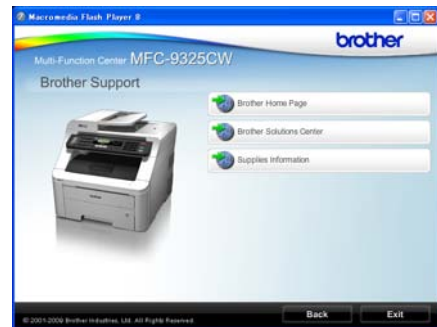 Macromedia Flash Player 8
brother
Multi-Function Center MFC-9325CW
Brother Support
Brother Home Page
Brother Solutions Center
Supplies Information
© 2001-2009 Brother Industries, Ltd. All Rights Reserved.
Back
Exit